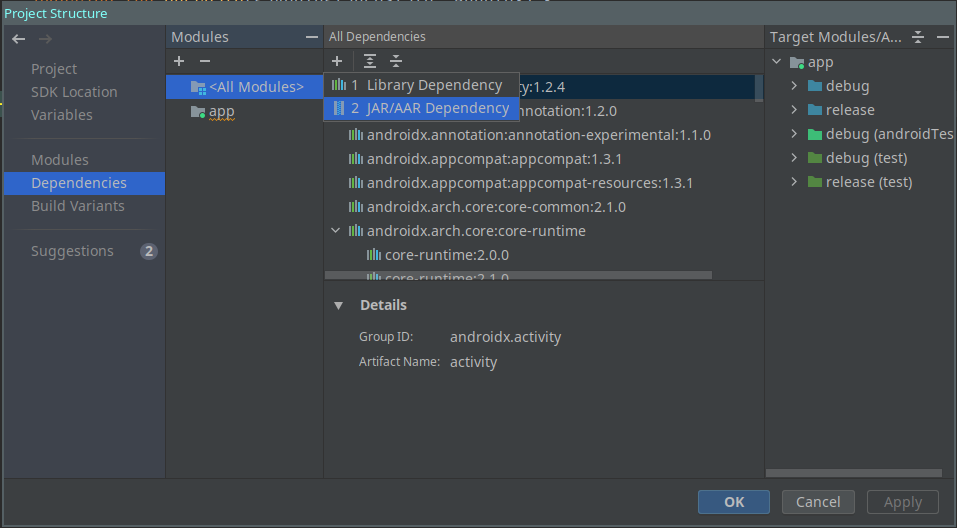 Project Structure
Project
SDK Location
Variables
Modules
Dependencies
Build Variants
Suggestions 2
Modules
<All Modules>
app
All Dependencies
1 Library Dependency
2 JAR/AAR Dependency
:1.2.4
:1.2.0
androidx.annotation:annotation-experimental:1.1.0
androidx.appcompat:appcompat:1.3.1
androidx.appcompat:appcompat-resources:1.3.1
androidx.arch.core:core-common:2.1.0
androidx.arch.core:core-runtime
core-runtime:2.0.0
core-runtime:2.1.0
Details
Group ID: androidx.activity
Artifact Name: activity
Target Modules/A...
app
debug
release
debug (androidTes
debug (test)
release (test)
OK Cancel Apply